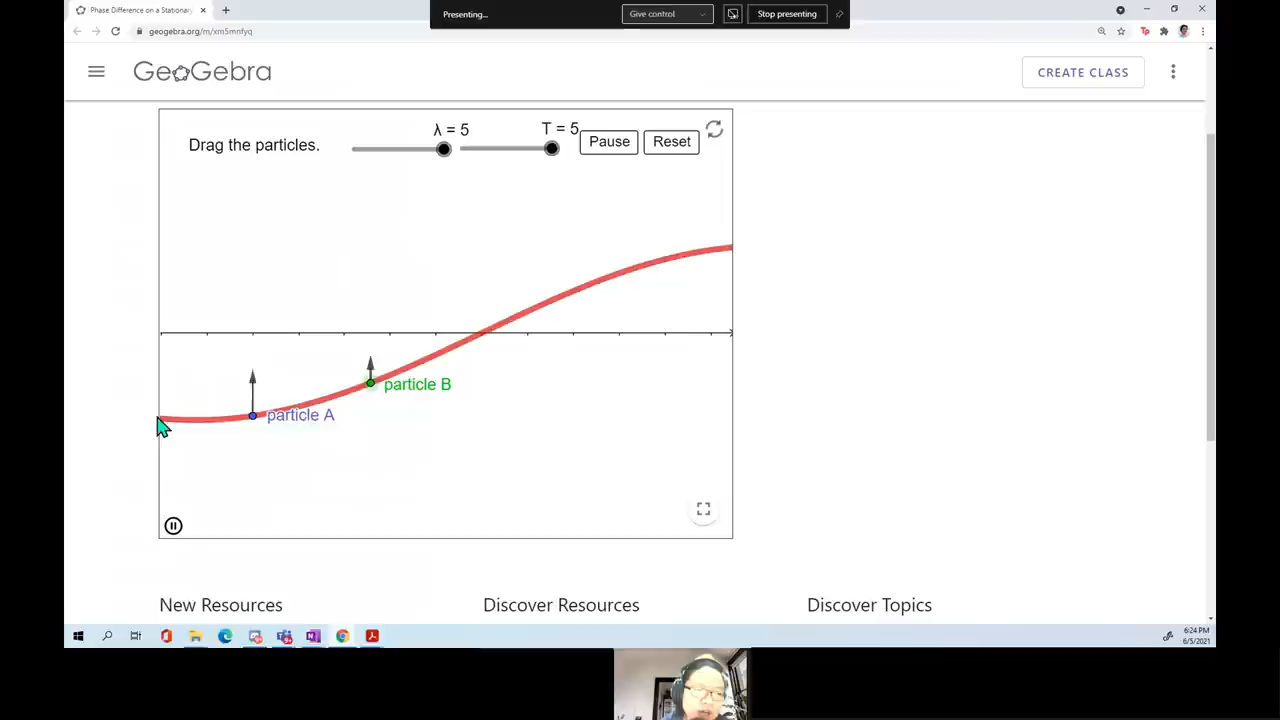 Phase Difference on a Stationary
Presenting...
Give control
Stop presenting
geogebra.org/m/xm5mnfyq
GeoGebra
CREATE CLASS
Drag the particles.
λ = 5
T = 5
Pause
Reset
particle B
particle A
New Resources
Discover Resources
Discover Topics
6:24 PM
6/5/2021